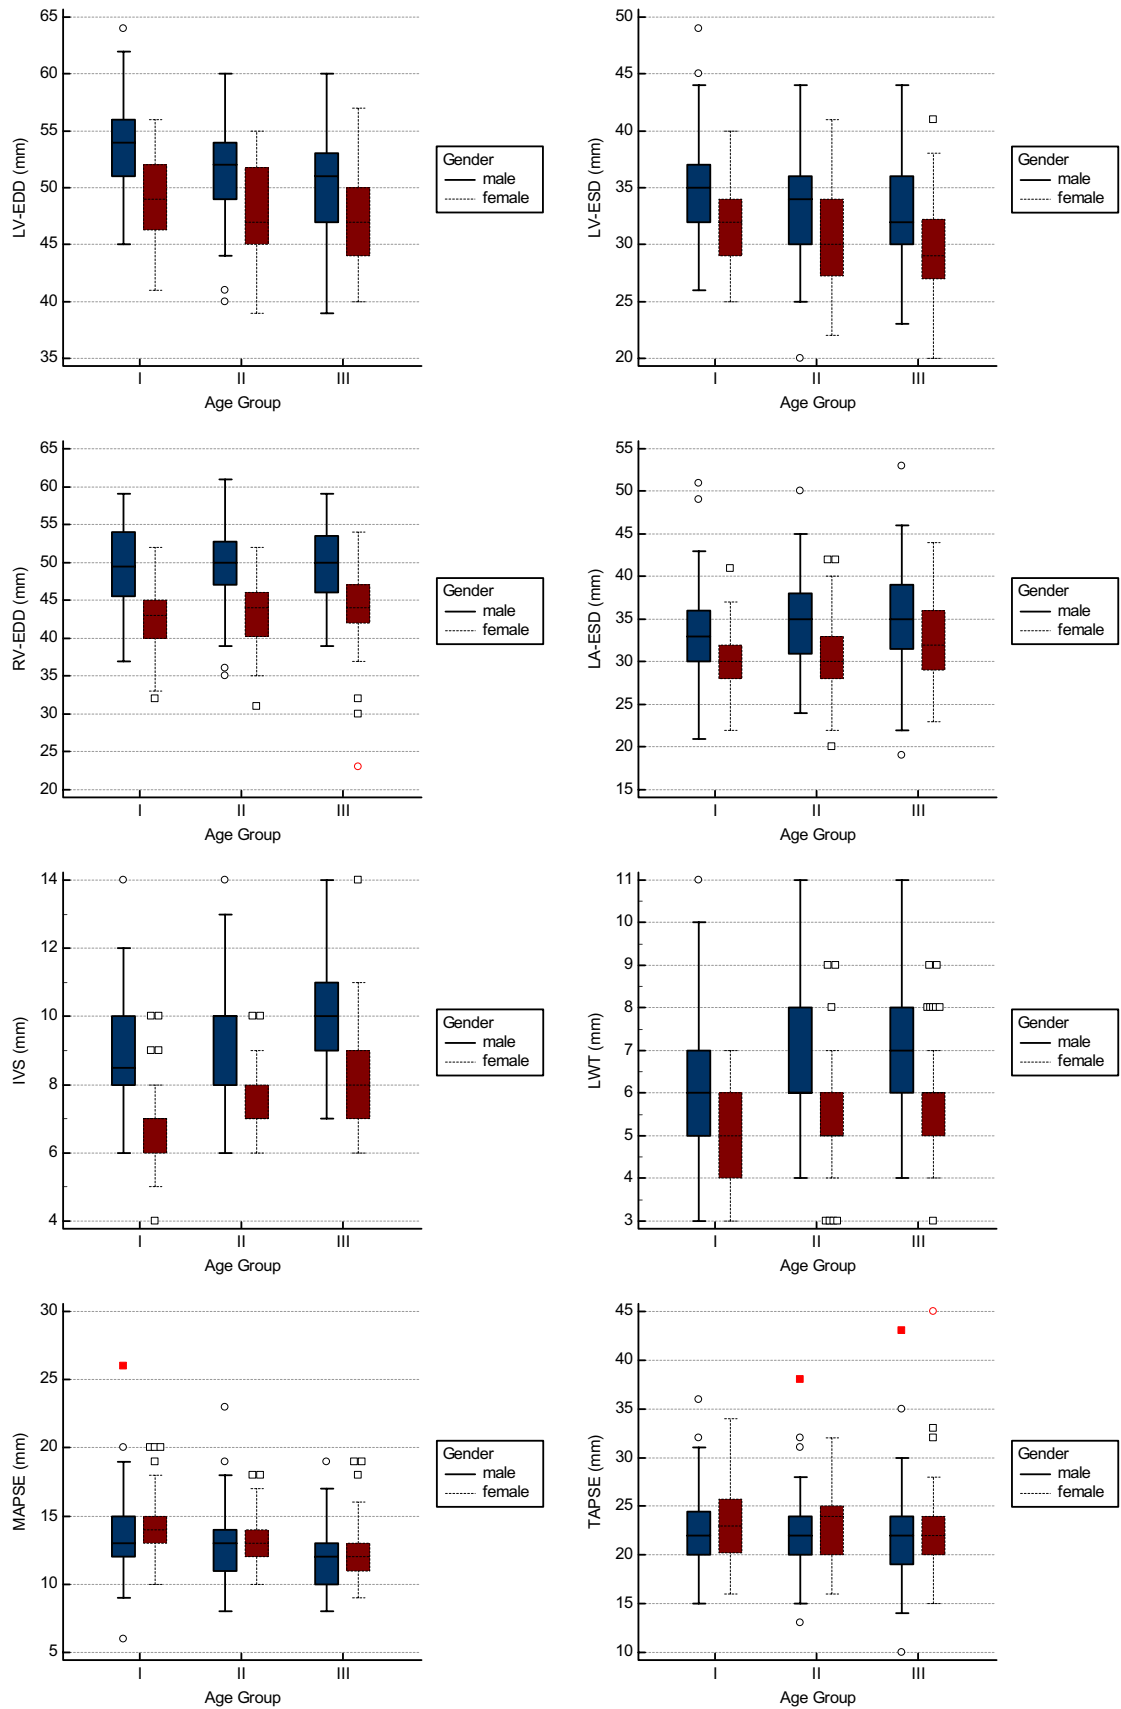 LV-EDD (mm)
65
60
55
50
45
40
35
I II III
Age Group
Gender
male
female
LV-ESD (mm)
50
45
40
35
30
25
20
I II III
Age Group
Gender
male
female
RV-EDD (mm)
65
60
55
50
45
40
35
30
25
20
I II III
Age Group
Gender
male
female
LA-ESD (mm)
55
50
45
40
35
30
25
20
15
I II III
Age Group
Gender
male
female
IVS (mm)
14
12
10
8
6
4
I II III
Age Group
Gender
male
female
LWT (mm)
11
10
9
8
7
6
5
4
3
I II III
Age Group
Gender
male
female
MAPSE (mm)
30
25
20
15
10
5
I II III
Age Group
Gender
male
female
TAPSE (mm)
45
40
35
30
25
20
15
10
I II III
Age Group
Gender
male
female